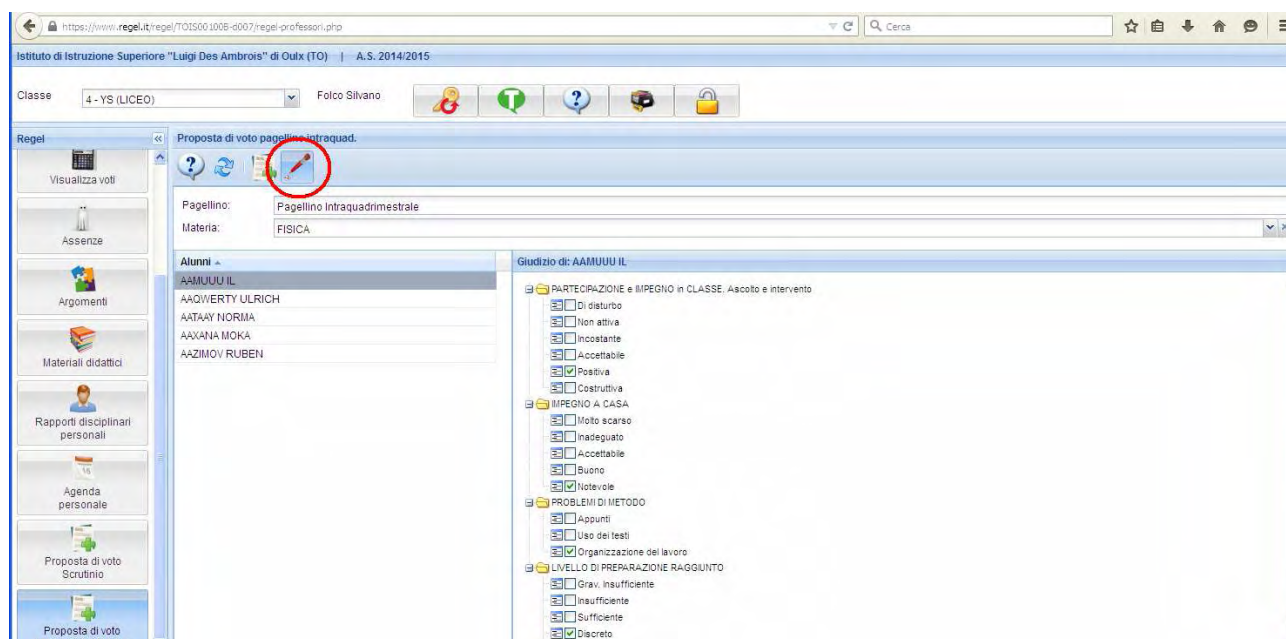 https://www.regel.it/regel/TOIS00100B-d007/regel-professori.php
Cerca
Istituto di Istruzione Superiore "Luigi Des Ambrois" di Oulx (TO) | A.S. 2014/2015
Classe
4 - YS (LICEO)
Folco Silvano
Regel
Visualizza voti
Assenze
Argomenti
Materiali didattici
Rapporti disciplinari
personali
Agenda
personale
Proposta di voto
Scrutinio
Proposta di voto
Proposta di voto pagellino intraquad.
Pagellino:
Pagellino Intraquadrimestrale
Materia:
FISICA
Alunni
AAMUUU IL
AAQWERTY ULRICH
AATAAY NORMA
AAXANA MOKA
AAZIMOV RUBEN
Giudizio di: AAMUUU IL
PARTECIPAZIONE e IMPEGNO in CLASSE. Ascolto e intervento
Di disturbo
Non attiva
Incostante
Accettabile
Positiva
Costruttiva
IMPEGNO A CASA
Molto scarso
Inadeguato
Accettabile
Buono
Notevole
PROBLEMI DI METODO
Appunti
Uso dei testi
Organizzazione del lavoro
LIVELLO DI PREPARAZIONE RAGGIUNTO
Grav. Insufficiente
Insufficiente
Sufficiente
Discreto